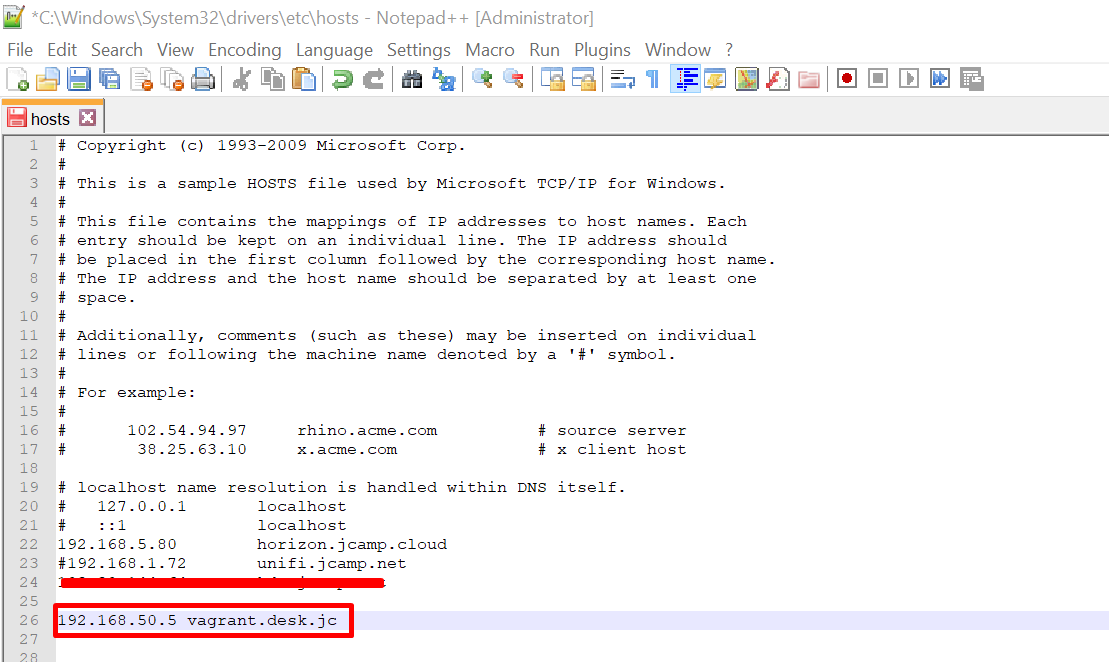 *C:\Windows\System32\drivers\etc\hosts - Notepad++ [Administrator]
File Edit Search View Encoding Language Settings Macro Run Plugins Window ?
hosts
1 # Copyright (c) 1993-2009 Microsoft Corp.
2 #
3 # This is a sample HOSTS file used by Microsoft TCP/IP for Windows.
4 #
5 # This file contains the mappings of IP addresses to host names. Each
6 # entry should be kept on an individual line. The IP address should
7 # be placed in the first column followed by the corresponding host name.
8 # The IP address and the host name should be separated by at least one
9 # space.
10 #
11 # Additionally, comments (such as these) may be inserted on individual
12 # lines or following the machine name denoted by a '#' symbol.
13 #
14 # For example:
15 #
16 # 102.54.94.97 rhino.acme.com # source server
17 # 38.25.63.10 x.acme.com # x client host
18
19 # localhost name resolution is handled within DNS itself.
20 # 127.0.0.1 localhost
21 # ::1 localhost
22 192.168.5.80 horizon.jcamp.cloud
23 #192.168.1.72 unifi.jcamp.net
24
25
26 192.168.50.5 vagrant.desk.jc
27
28